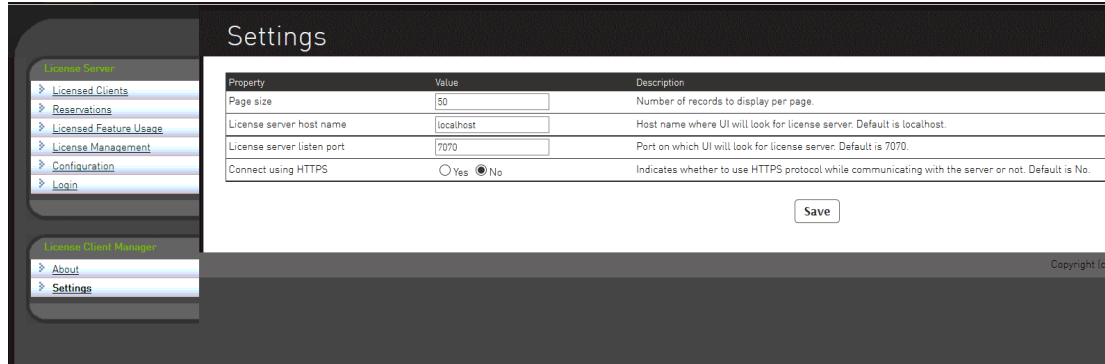 Settings
License Server
Licensed Clients
Reservations
Licensed Feature Usage
License Management
Configuration
Login
License Client Manager
About
Settings
Property Value Description
Page size 50 Number of records to display per page.
License server host name localhost Host name where UI will look for license server. Default is localhost.
License server listen port 7070 Port on which UI will look for license server. Default is 7070.
Connect using HTTPS Yes No Indicates whether to use HTTPS protocol while communicating with the server or not. Default is No.
Save
Copyright (c